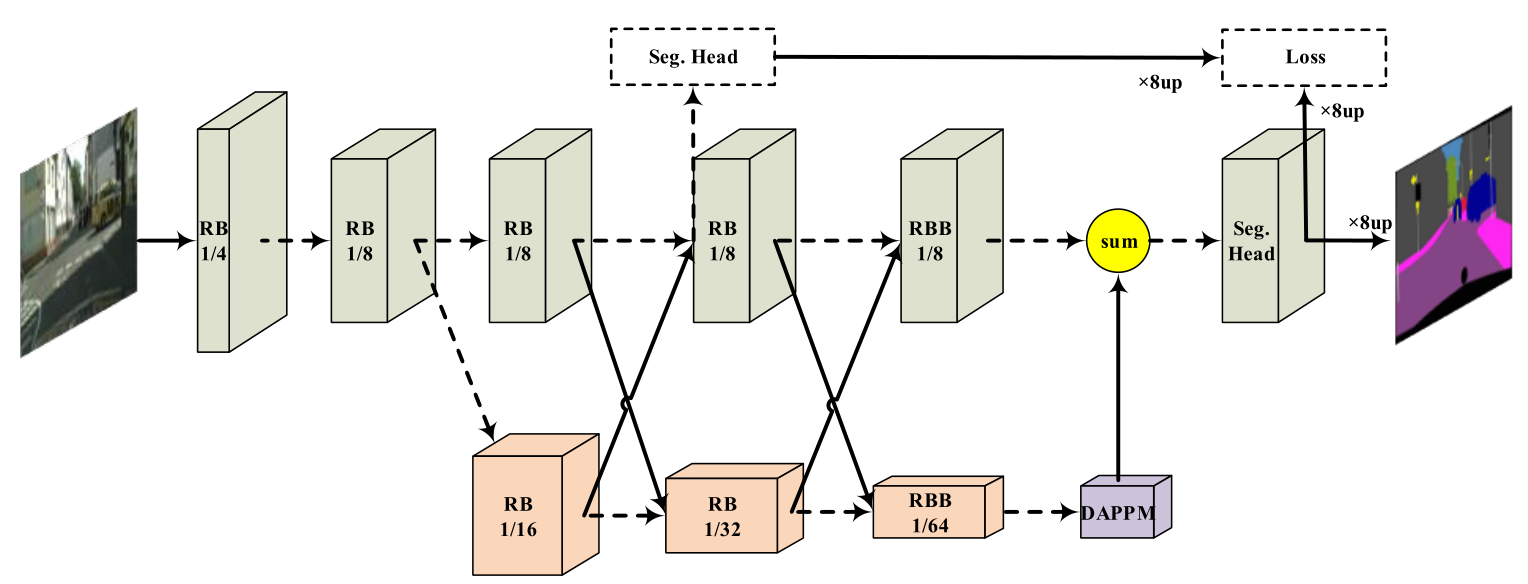 Seg. Head
Loss
×8up
×8up
RB
1/4
RB
1/8
RB
1/8
RB
1/8
RBB
1/8
sum
Seg.
Head
×8up
RB
1/16
RB
1/32
RBB
1/64
DAPPM